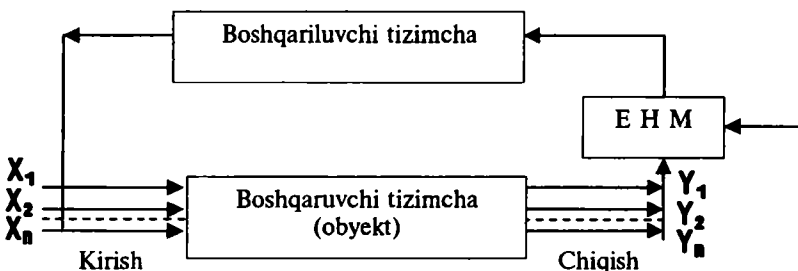 Boshqariluvchi tizimcha
E H M
X₁
X₂
Xₙ
Boshqaruvchi tizimcha
(obyekt)
Y₁
Y₂
Yₙ
Kirish
Chiqish